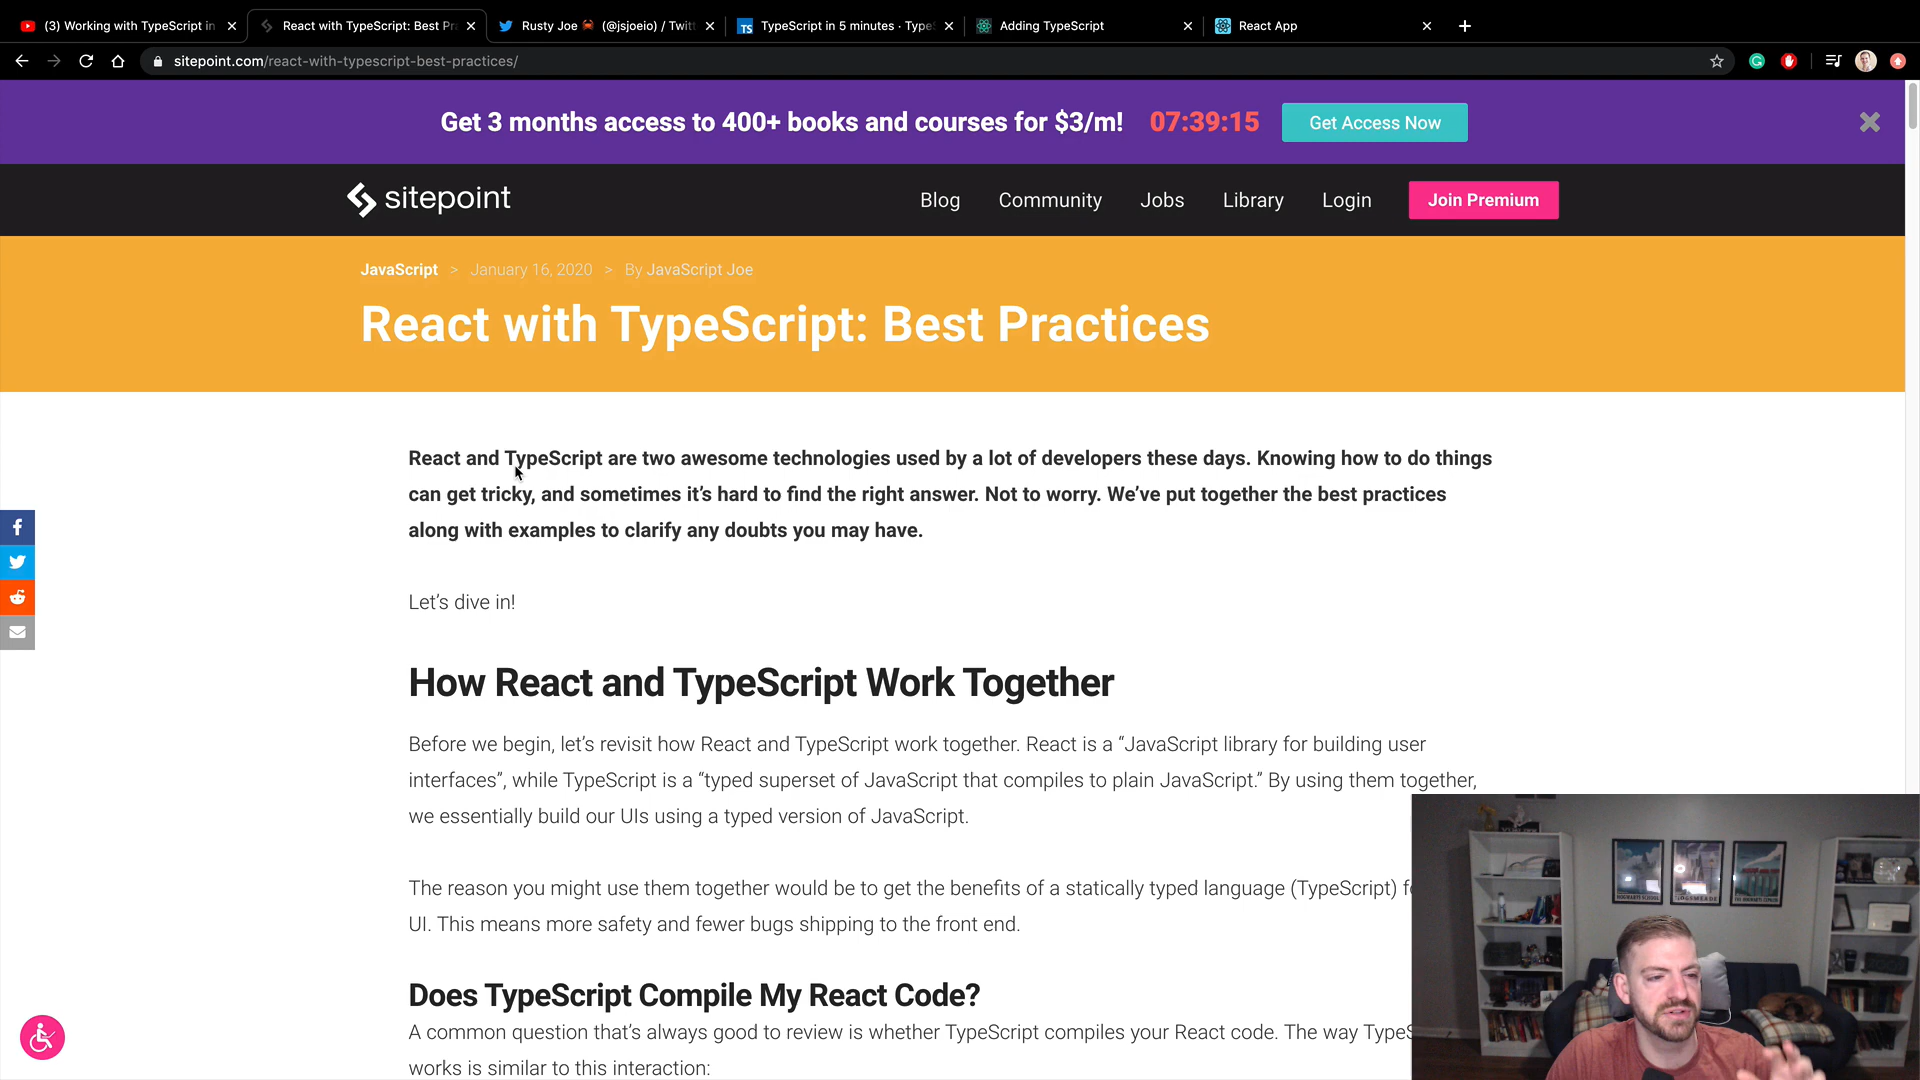 (3) Working with TypeScript in
React with TypeScript: Best Pr
Rusty Joe 🦀 (@jsjoeio) / Twitt
TypeScript in 5 minutes · Type
Adding TypeScript
React App
sitepoint.com/react-with-typescript-best-practices/
Get 3 months access to 400+ books and courses for $3/m! 07:39:15 Get Access Now
sitepoint
Blog Community Jobs Library Login Join Premium
JavaScript > January 16, 2020 > By JavaScript Joe
React with TypeScript: Best Practices
React and TypeScript are two awesome technologies used by a lot of developers these days. Knowing how to do things
can get tricky, and sometimes it’s hard to find the right answer. Not to worry. We’ve put together the best practices
along with examples to clarify any doubts you may have.
Let’s dive in!
How React and TypeScript Work Together
Before we begin, let’s revisit how React and TypeScript work together. React is a “JavaScript library for building user
interfaces”, while TypeScript is a “typed superset of JavaScript that compiles to plain JavaScript.” By using them together,
we essentially build our UIs using a typed version of JavaScript.
The reason you might use them together would be to get the benefits of a statically typed language (TypeScript) f
UI. This means more safety and fewer bugs shipping to the front end.
Does TypeScript Compile My React Code?
A common question that’s always good to review is whether TypeScript compiles your React code. The way TypeS
works is similar to this interaction: